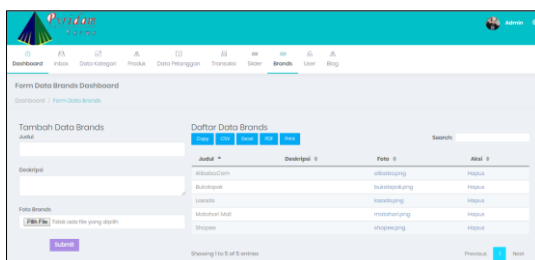 Peridam
Admin
Dashboard Inbox Data Kategori Produk Data Pelanggan Transaksi Slider Brands User Blog
Form Data Brands Dashboard
Dashboard / Form Data Brands
Tambah Data Brands
Judul
Deskripsi
Foto Brands
Pilih File Tidak ada file yang dipilih
Submit
Daftar Data Brands
Copy CSV Excel PDF Print
Search:
Judul Deskripsi Foto Aksi
AlibabaCom alibaba.png Hapus
Bukalapak bukalapak.png Hapus
Lazada lazada.png Hapus
Matahari Mall matahari.png Hapus
Shopee shopee.png Hapus
Showing 1 to 5 of 5 entries
Previous 1 Next